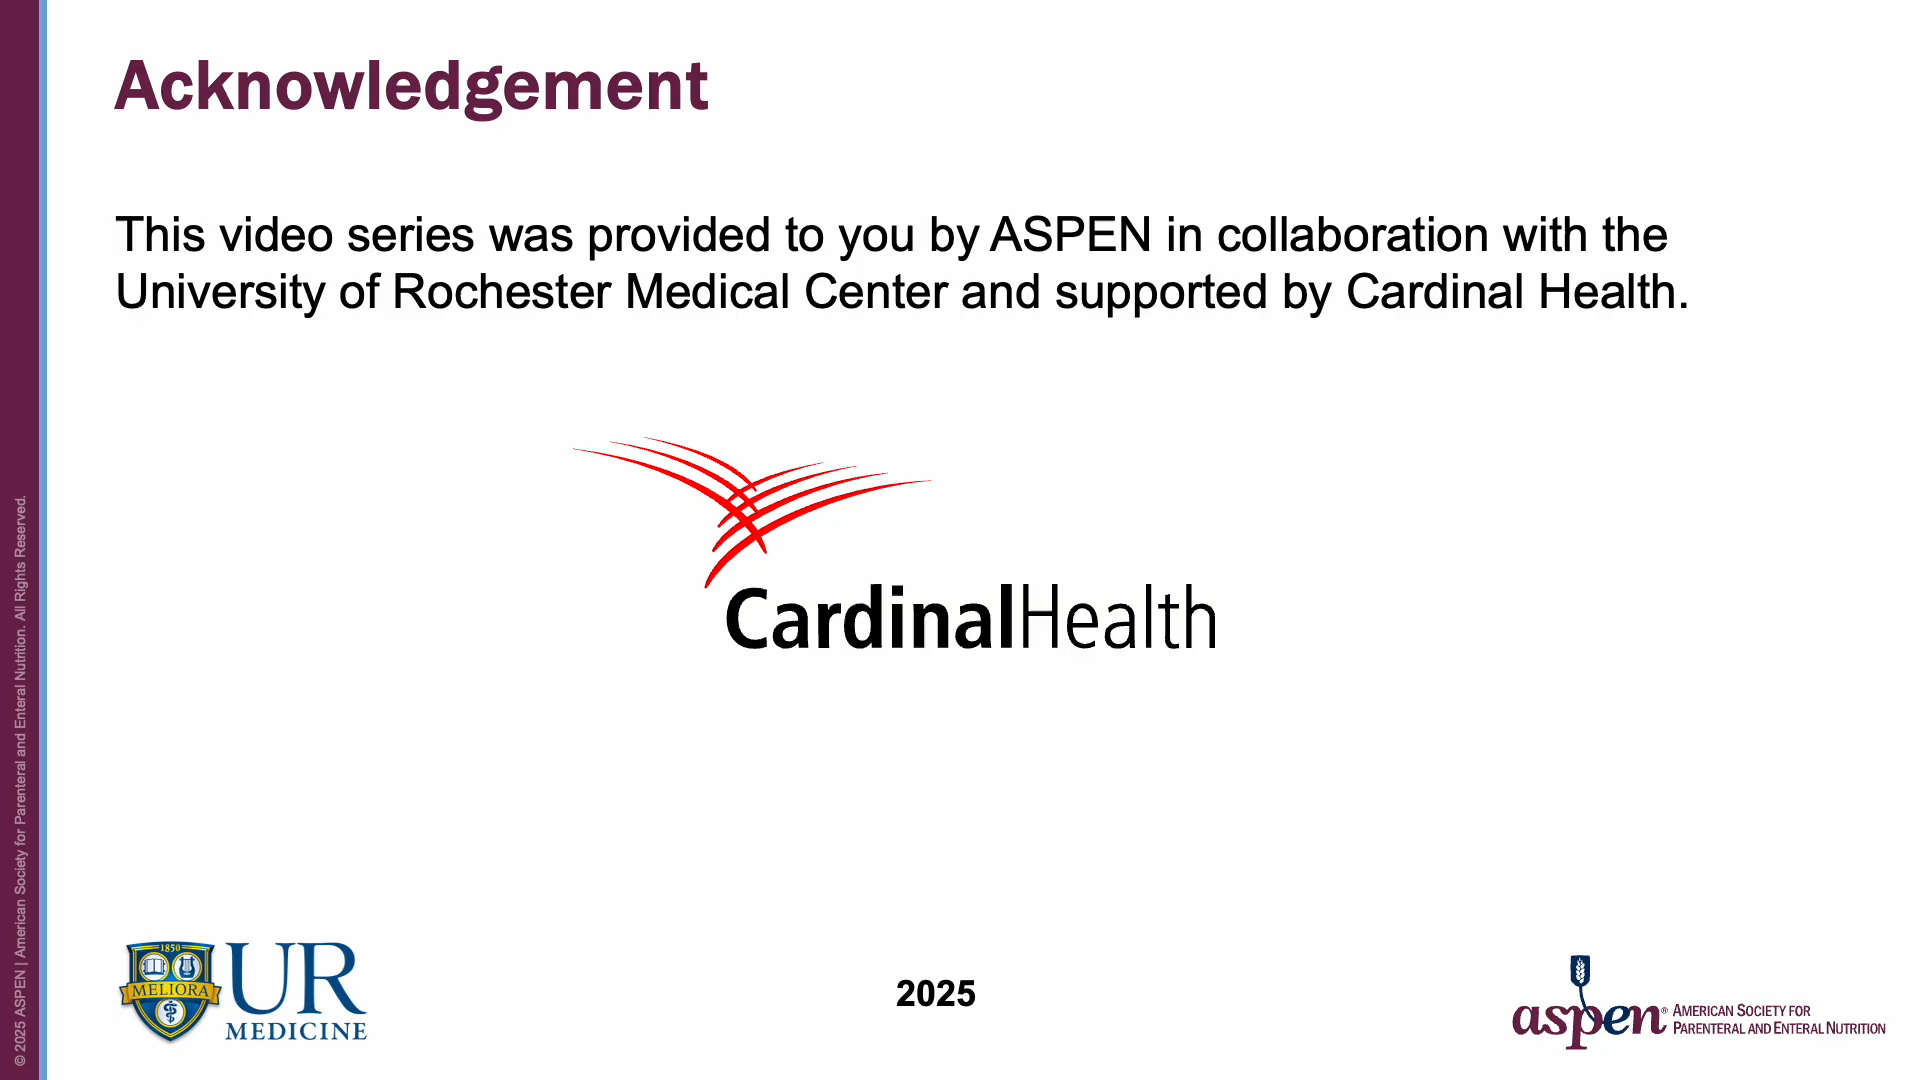 Acknowledgement
This video series was provided to you by ASPEN in collaboration with the
University of Rochester Medical Center and supported by Cardinal Health.
CardinalHealth
© 2025 ASPEN | American Society for Parenteral and Enteral Nutrition. All Rights Reserved.
1850
MELIORA
UR
MEDICINE
2025
aspen®
AMERICAN SOCIETY FOR
PARENTERAL AND ENTERAL NUTRITION